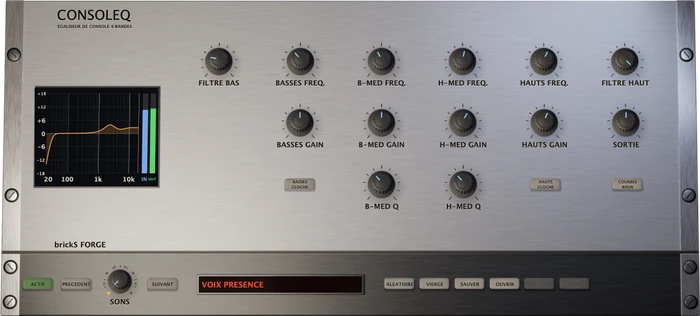 CONSOLEQ
EGALISEUR DE CONSOLE 4 BANDES
FILTRE BAS
BASSES FREQ.
B-MED FREQ.
H-MED FREQ.
HAUTS FREQ.
FILTRE HAUT
+18
+12
+6
0
-6
-12
-18
20 100 1k 10k IN OUT
BASSES GAIN
B-MED GAIN
H-MED GAIN
HAUTS GAIN
SORTIE
BASSES
CLOCHE
HAUTS
CLOCHE
COURBES
BRUN
B-MED Q
H-MED Q
brickS FORGE
ACTIF
PRECEDENT
SONS
SUIVANT
VOIX PRESENCE
ALEATOIRE
VIERGE
SAUVER
OUVRIR